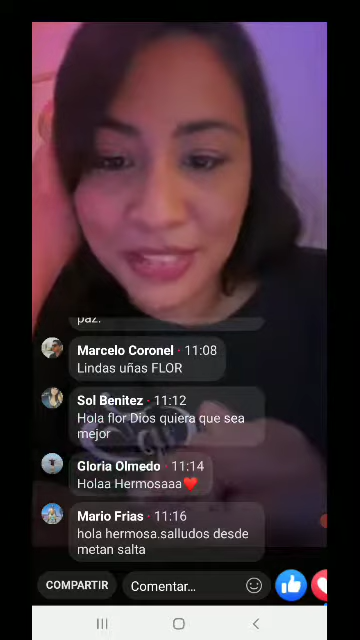 paz.
Marcelo Coronel · 11:08
Lindas uñas FLOR
Sol Benitez · 11:12
Hola flor Dios quiera que sea
mejor
Gloria Olmedo · 11:14
Holaa Hermosaaa❤️
Mario Frias · 11:16
hola hermosa.salludos desde
metan salta
COMPARTIR
Comentar...